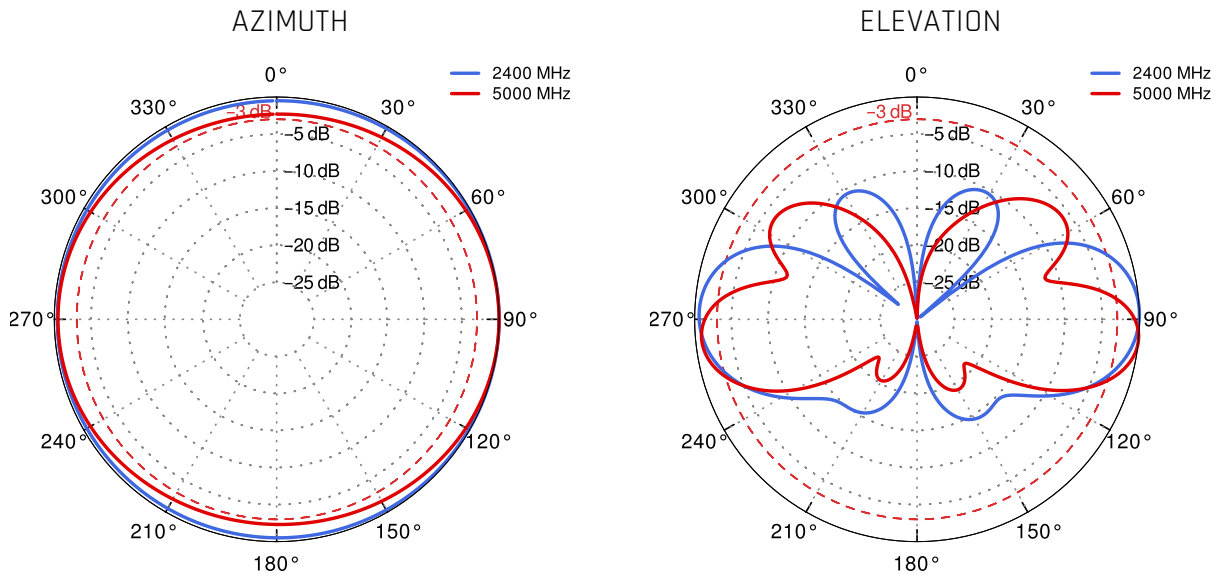 AZIMUTH
2400 MHz
5000 MHz
0°
330°
30°
−3 dB
−5 dB
−10 dB
300°
60°
−15 dB
−20 dB
−25 dB
270°
90°
240°
120°
210°
150°
180°
ELEVATION
2400 MHz
5000 MHz
0°
330°
30°
−3 dB
−5 dB
−10 dB
300°
60°
−15 dB
−20 dB
−25 dB
270°
90°
240°
120°
210°
150°
180°